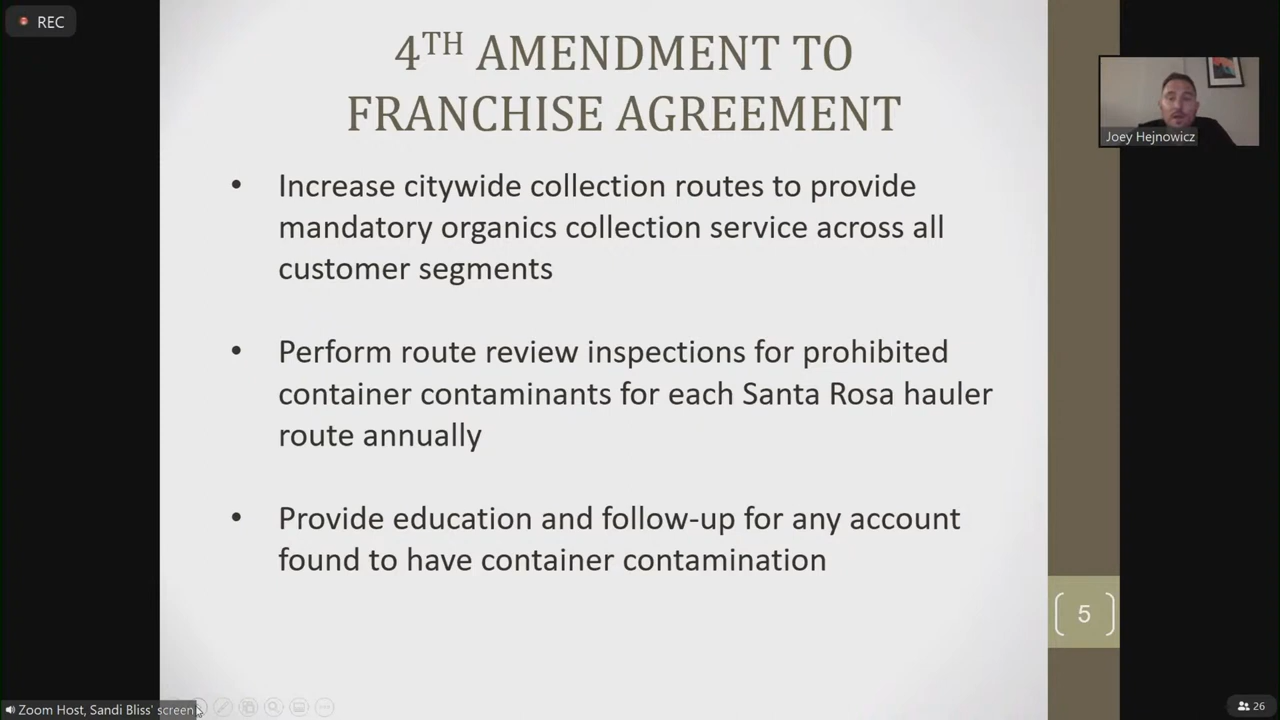 REC
4TH AMENDMENT TO
FRANCHISE AGREEMENT
Joey Hejnowicz
• Increase citywide collection routes to provide
mandatory organics collection service across all
customer segments
• Perform route review inspections for prohibited
container contaminants for each Santa Rosa hauler
route annually
• Provide education and follow-up for any account
found to have container contamination
5
Zoom Host, Sandi Bliss' screen
26